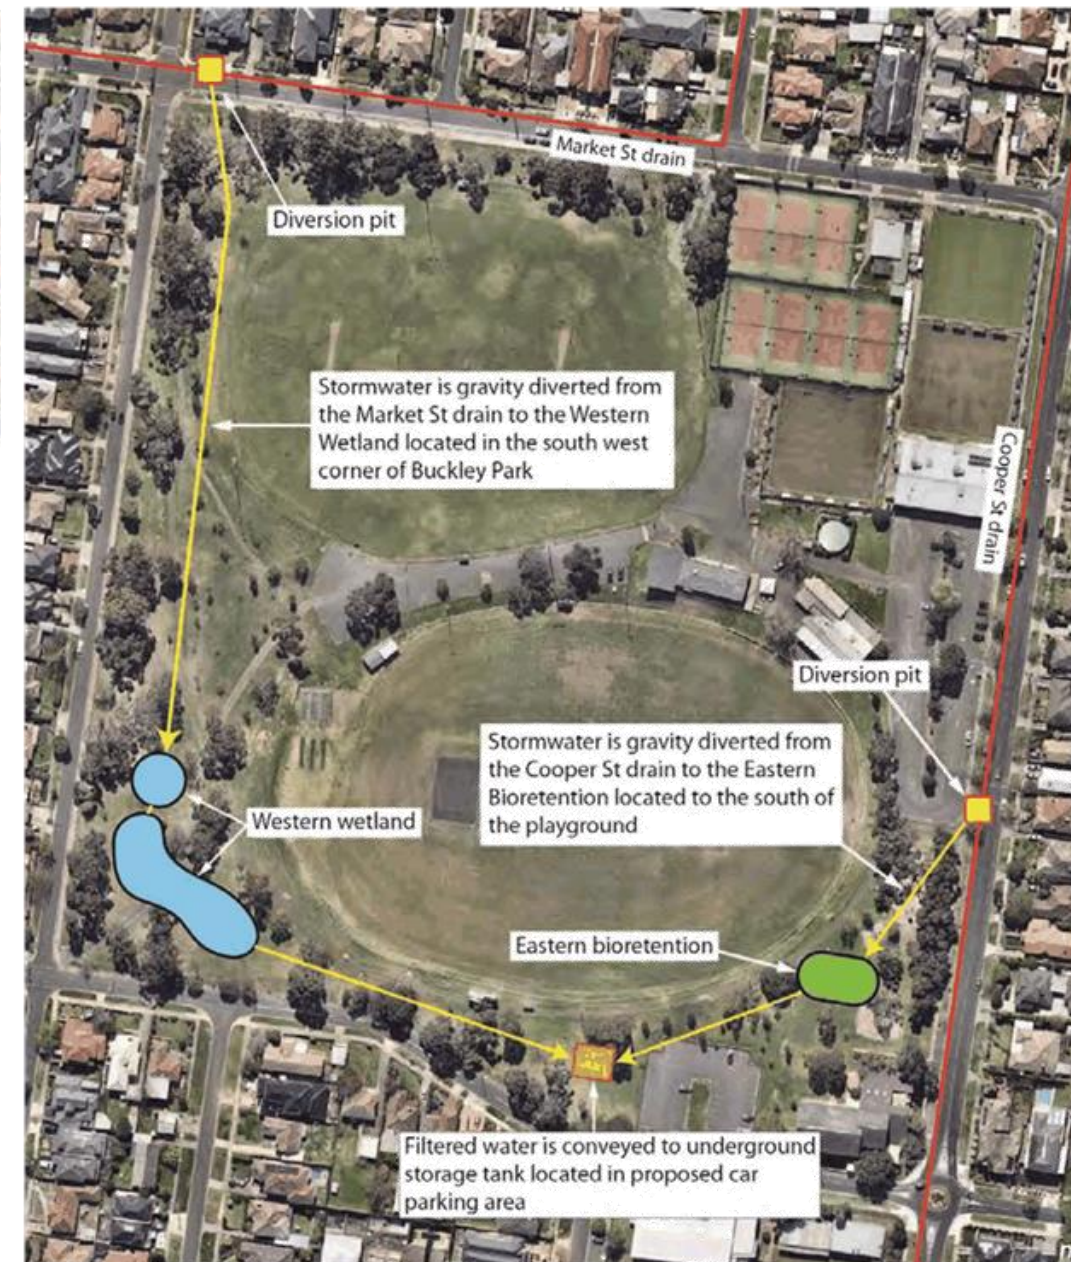 Market St drain
Diversion pit
Stormwater is gravity diverted from
the Market St drain to the Western
Wetland located in the south west
corner of Buckley Park
Cooper St drain
Diversion pit
Stormwater is gravity diverted from
the Cooper St drain to the Eastern
Bioretention located to the south of
the playground
Western wetland
Eastern bioretention
Filtered water is conveyed to underground
storage tank located in proposed car
parking area